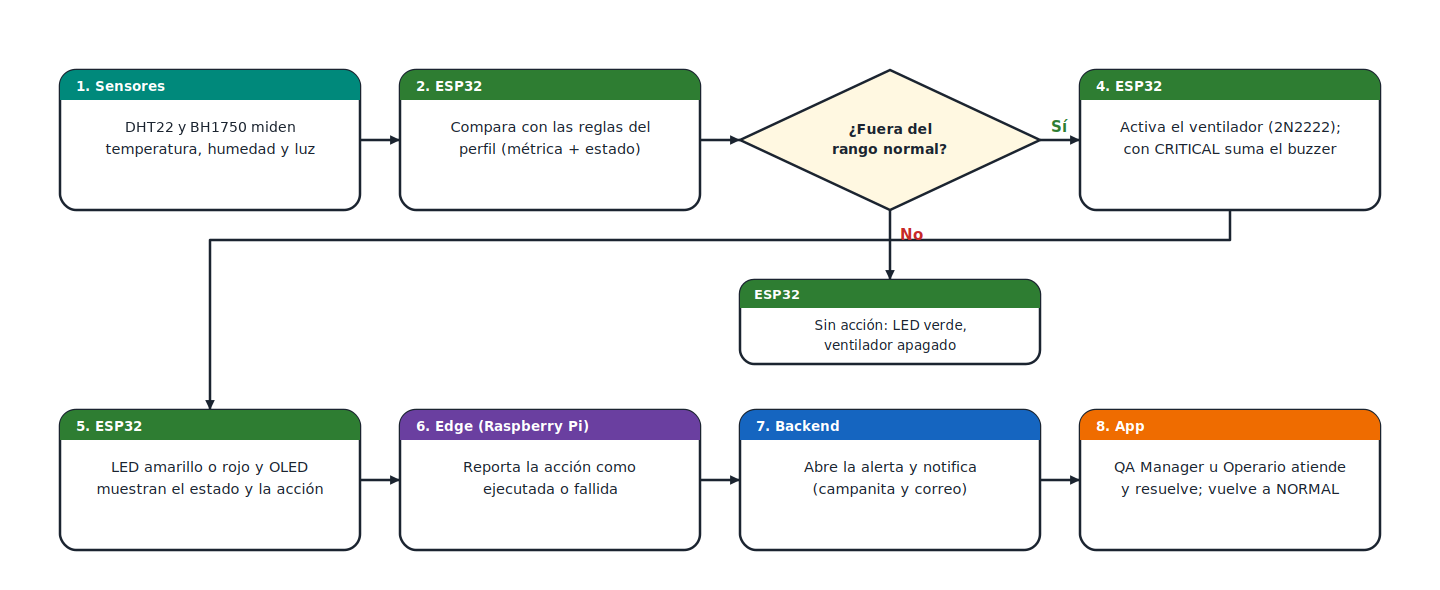 1. Sensores
DHT22 y BH1750 miden
temperatura, humedad y luz
2. ESP32
Compara con las reglas del
perfil (métrica + estado)
¿Fuera del
rango normal?
Sí
4. ESP32
Activa el ventilador (2N2222);
con CRITICAL suma el buzzer
No
ESP32
Sin acción: LED verde,
ventilador apagado
5. ESP32
LED amarillo o rojo y OLED
muestran el estado y la acción
6. Edge (Raspberry Pi)
Reporta la acción como
ejecutada o fallida
7. Backend
Abre la alerta y notifica
(campanita y correo)
8. App
QA Manager u Operario atiende
y resuelve; vuelve a NORMAL